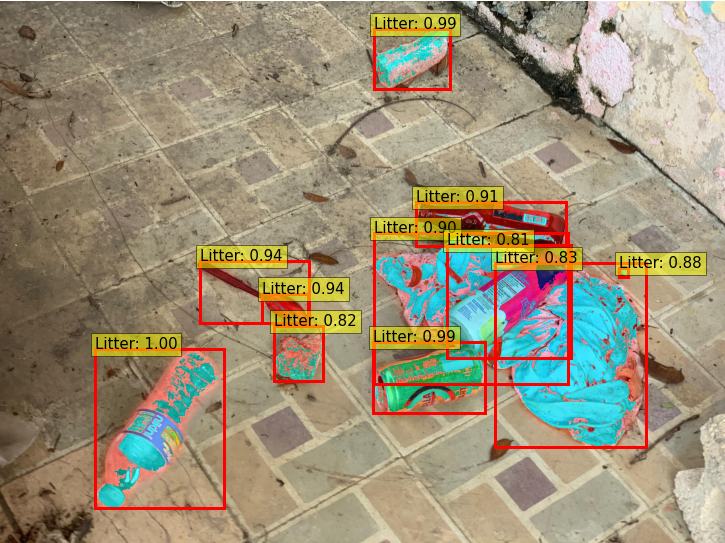 Litter: 0.99
Litter: 0.91
Litter: 0.90
Litter: 0.81
Litter: 0.83
Litter: 0.88
Litter: 0.94
Litter: 0.94
Litter: 0.82
Litter: 0.99
Litter: 1.00